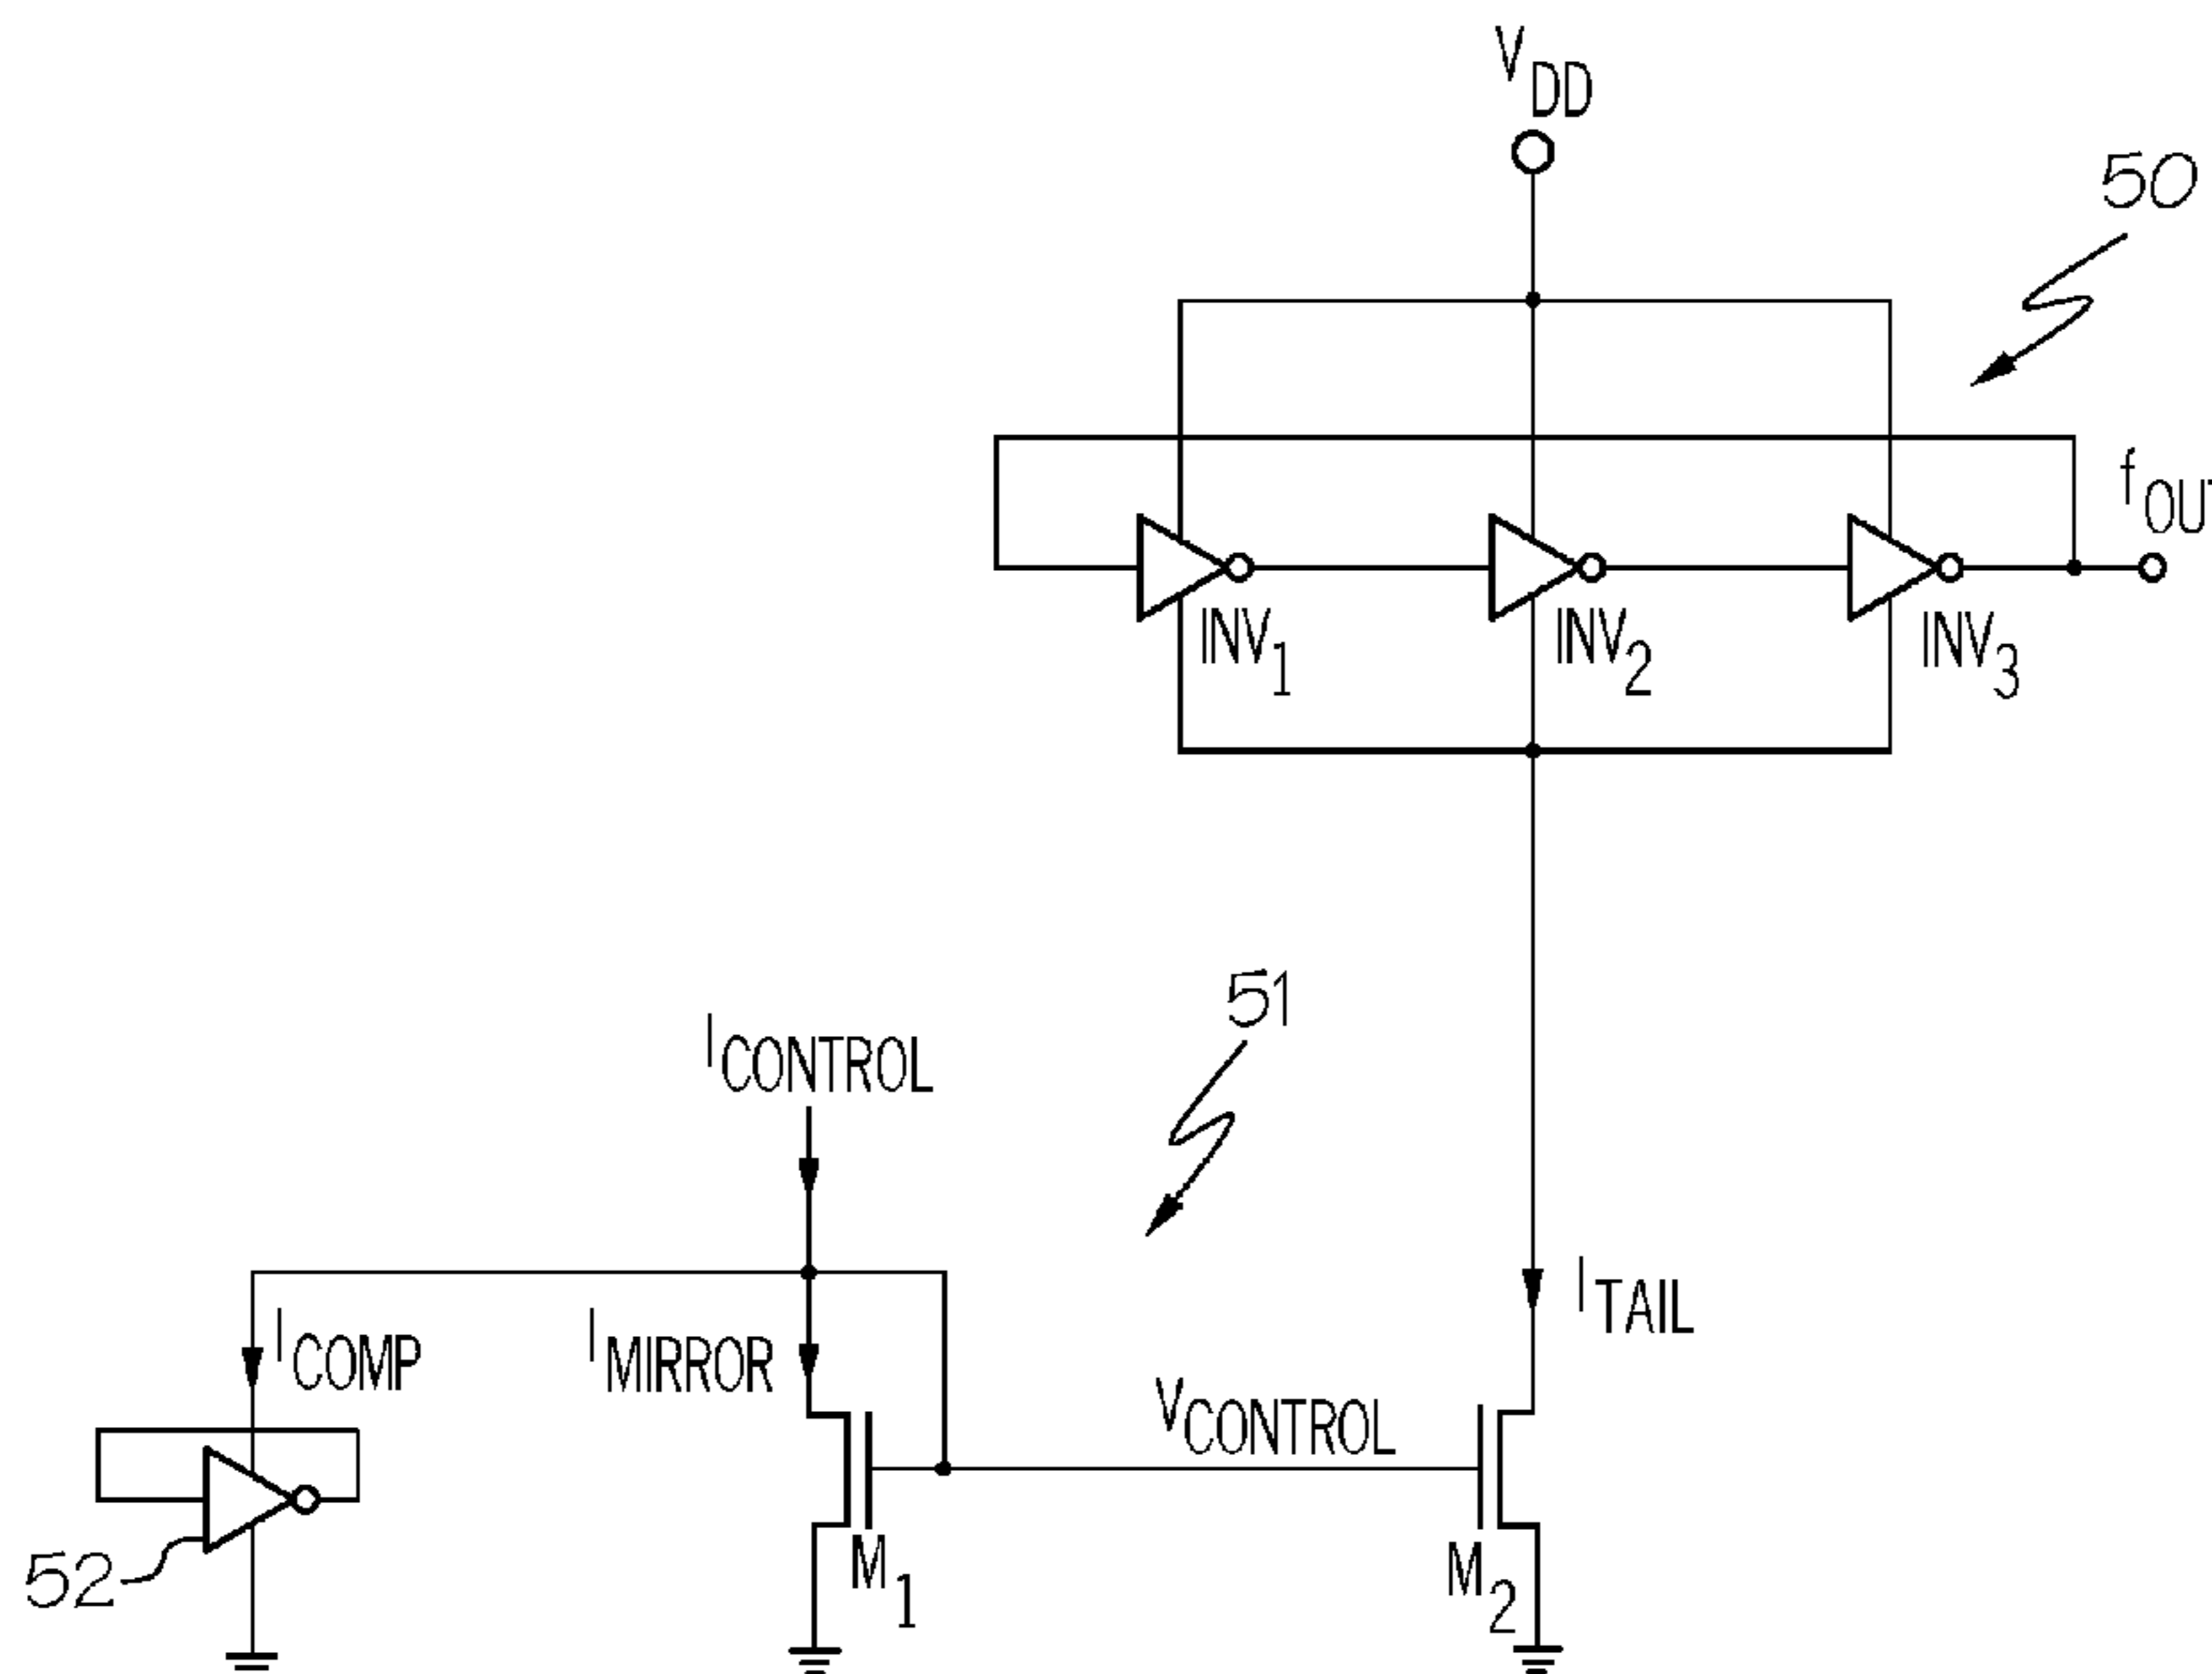 VDD
50
fOUT
INV1
INV2
INV3
51
ICONTROL
ITAIL
ICOMP
IMIRROR
VCONTROL
52
M1
M2